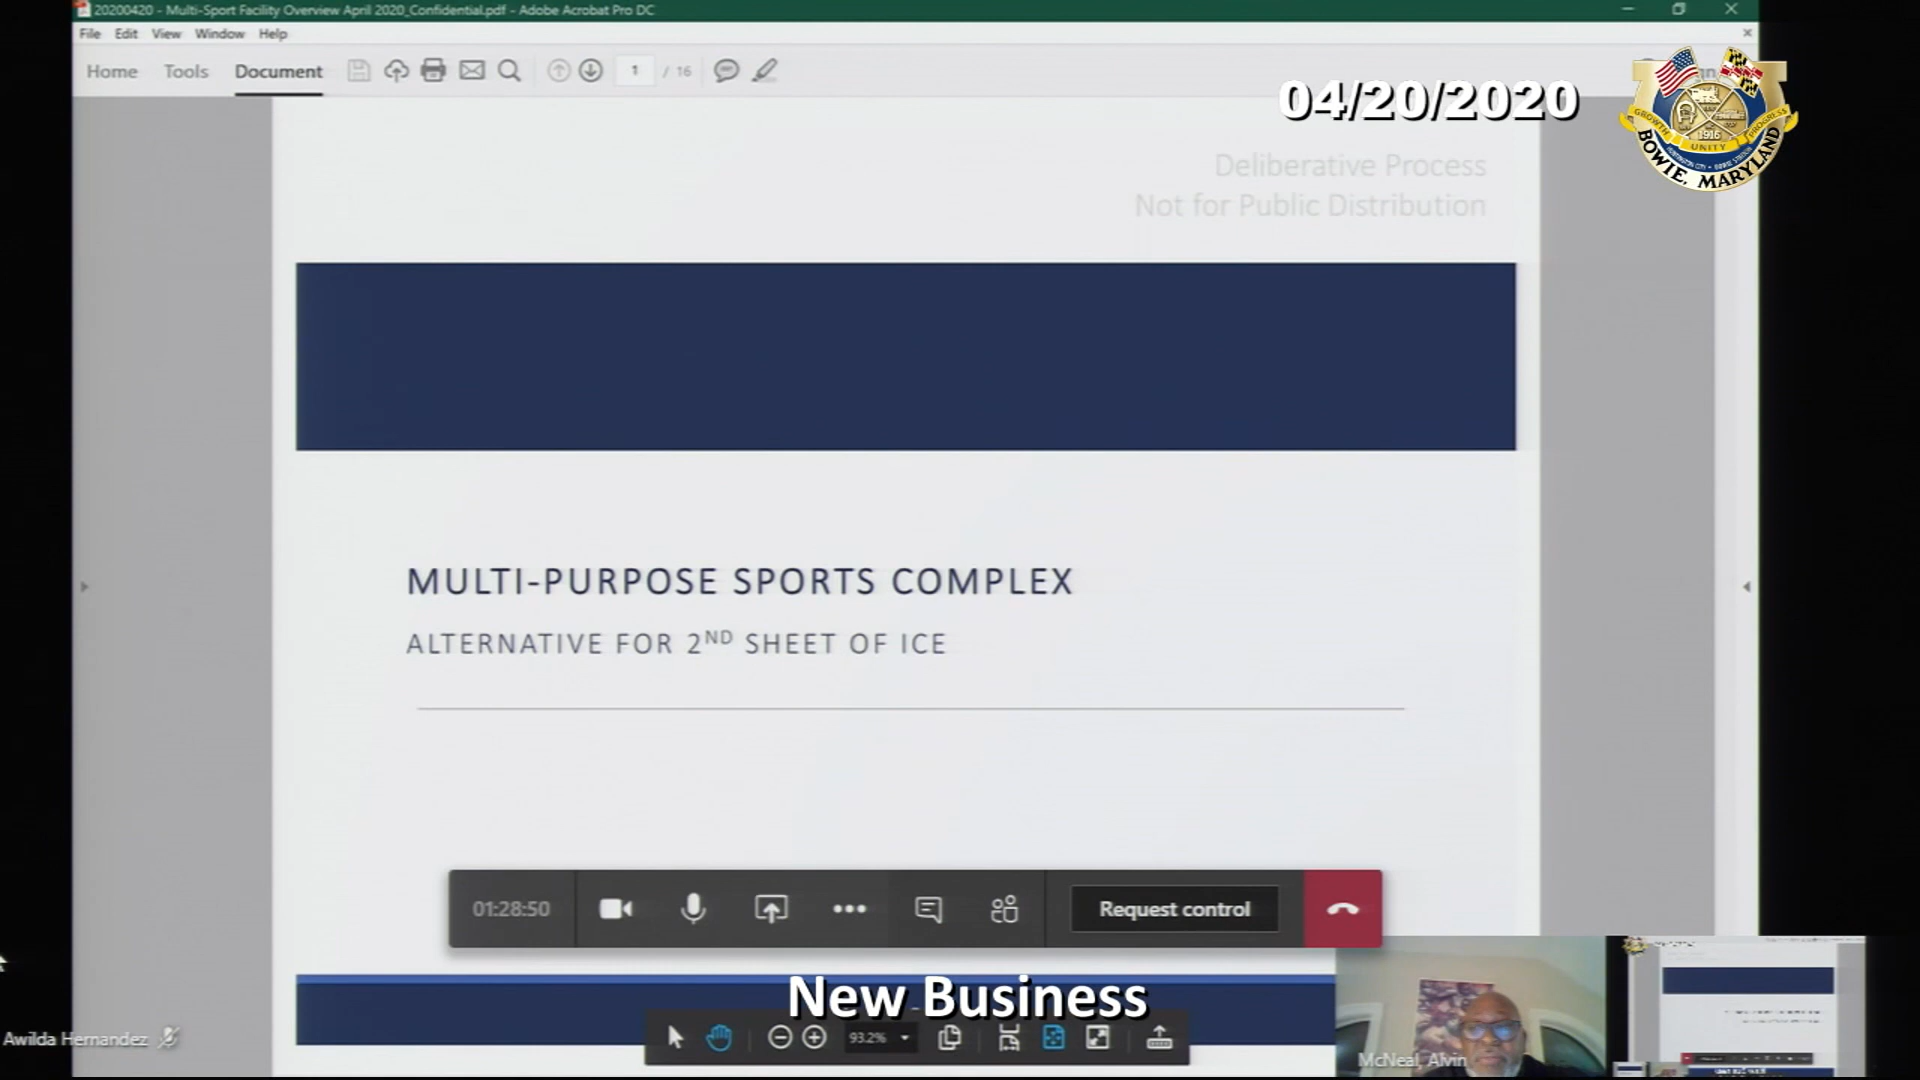 20200420 - Multi-Sport Facility Overview April 2020_Confidential.pdf - Adobe Acrobat Pro DC
File Edit View Window Help
Home Tools Document 1 / 16
04/20/2020
GROWTH PROGRESS
1916
UNITY
BOWIE, MARYLAND
Deliberative Process
Not for Public Distribution
MULTI-PURPOSE SPORTS COMPLEX
ALTERNATIVE FOR 2ND SHEET OF ICE
01:28:50 Request control
New Business
93.2%
Awilda Hernandez
McNeal, Alvin